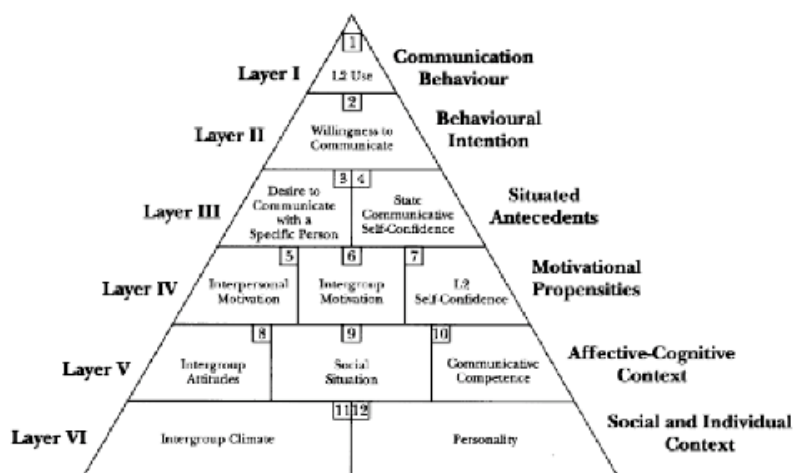 1
Layer I
L2 Use
Communication
Behaviour
2
Layer II
Willingness to
Communicate
Behavioural
Intention
3 4
Layer III
Desire to
Communicate
with a
Specific Person
State
Communicative
Self-Confidence
Situated
Antecedents
5 6 7
Layer IV
Interpersonal
Motivation
Intergroup
Motivation
L2
Self-Confidence
Motivational
Propensities
8 9 10
Layer V
Intergroup
Attitudes
Social
Situation
Communicative
Competence
Affective-Cognitive
Context
11 12
Layer VI
Intergroup Climate
Personality
Social and Individual
Context